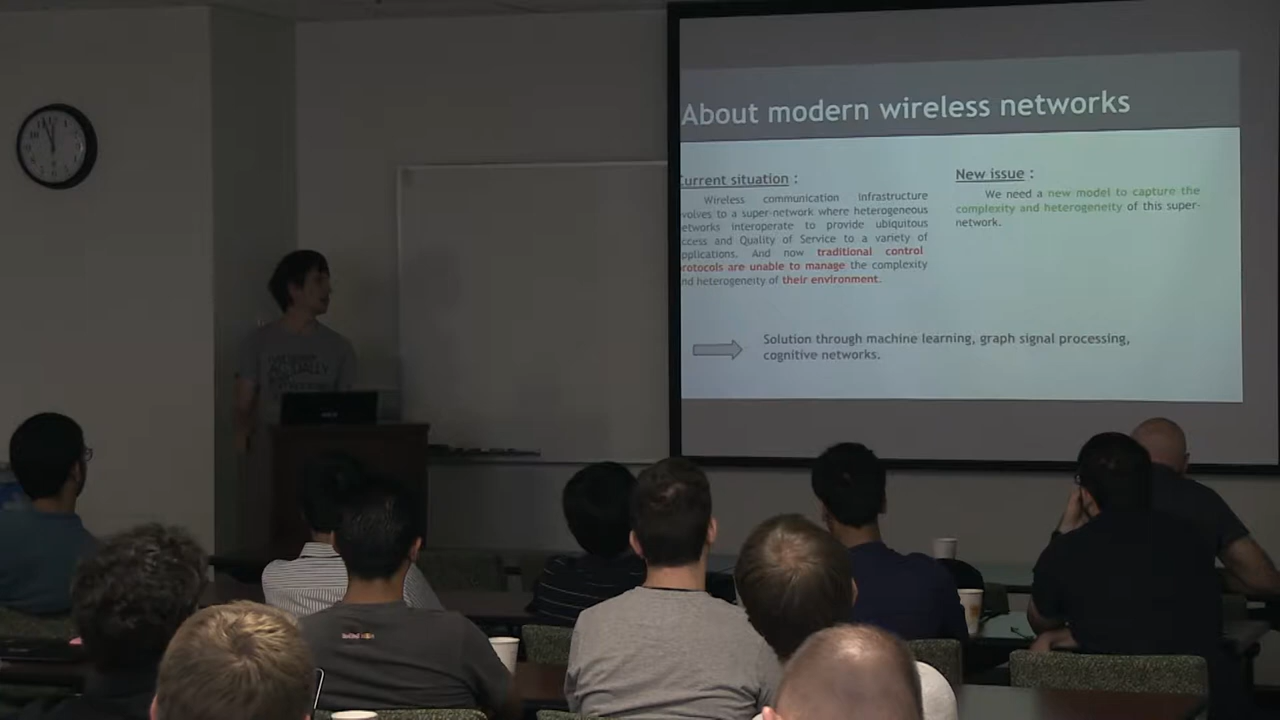 About modern wireless networks
Current situation :
Wireless communication infrastructure
volves to a super-network where heterogeneous
etworks interoperate to provide ubiquitous
ccess and Quality of Service to a variety of
pplications. And now traditional control
rotocols are unable to manage the complexity
nd heterogeneity of their environment.
New issue :
We need a new model to capture the
complexity and heterogeneity of this super-
network.
Solution through machine learning, graph signal processing,
cognitive networks.
ACTUALLY